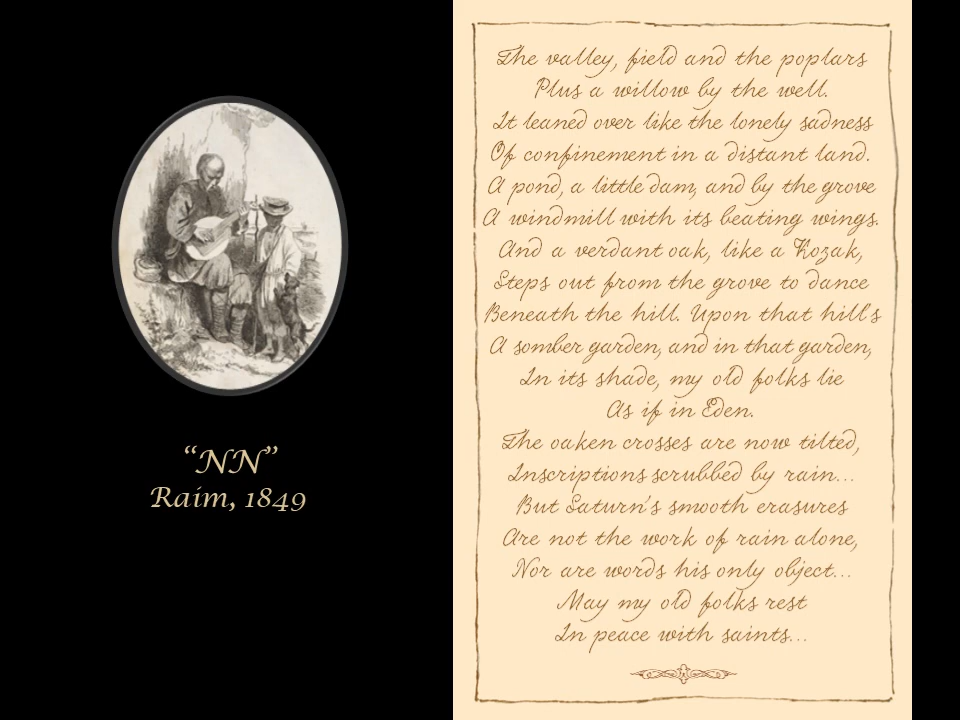 “NN”
Raim, 1849
The valley, field and the poplars
Plus a willow by the well.
It leaned over like the lonely sadness
Of confinement in a distant land.
A pond, a little dam, and by the grove
A windmill with its beating wings.
And a verdant oak, like a Kozak,
Steps out from the grove to dance
Beneath the hill. Upon that hill's
A somber garden, and in that garden,
In its shade, my old folks lie
As if in Eden.
The oaken crosses are now tilted,
Inscriptions scrubbed by rain...
But Saturn's smooth erasures
Are not the work of rain alone,
Nor are words his only object...
May my old folks rest
In peace with saints...